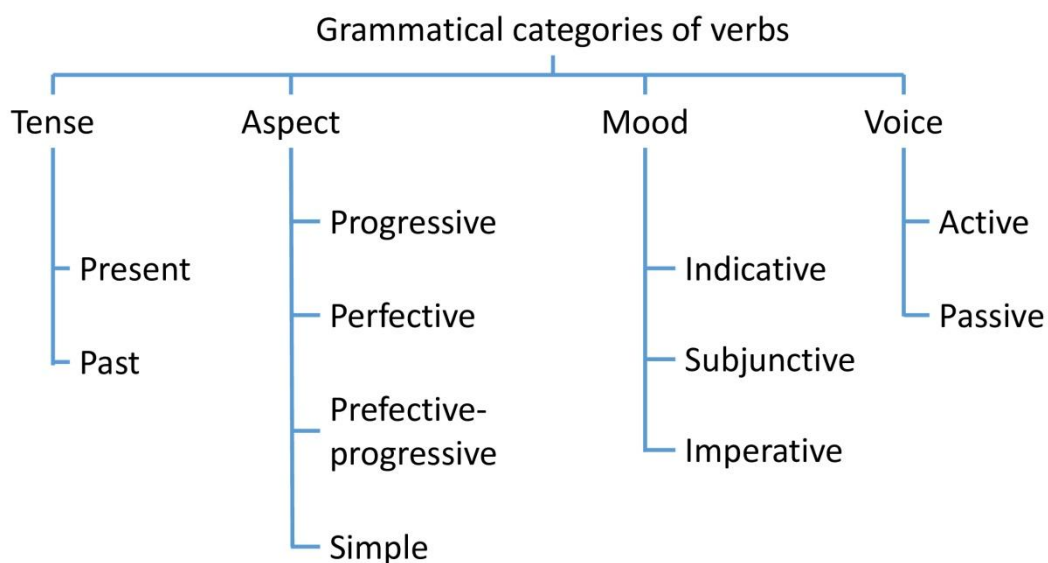 Grammatical categories of verbs
Tense
Aspect
Mood
Voice
Present
Past
Progressive
Perfective
Prefective-
progressive
Simple
Indicative
Subjunctive
Imperative
Active
Passive